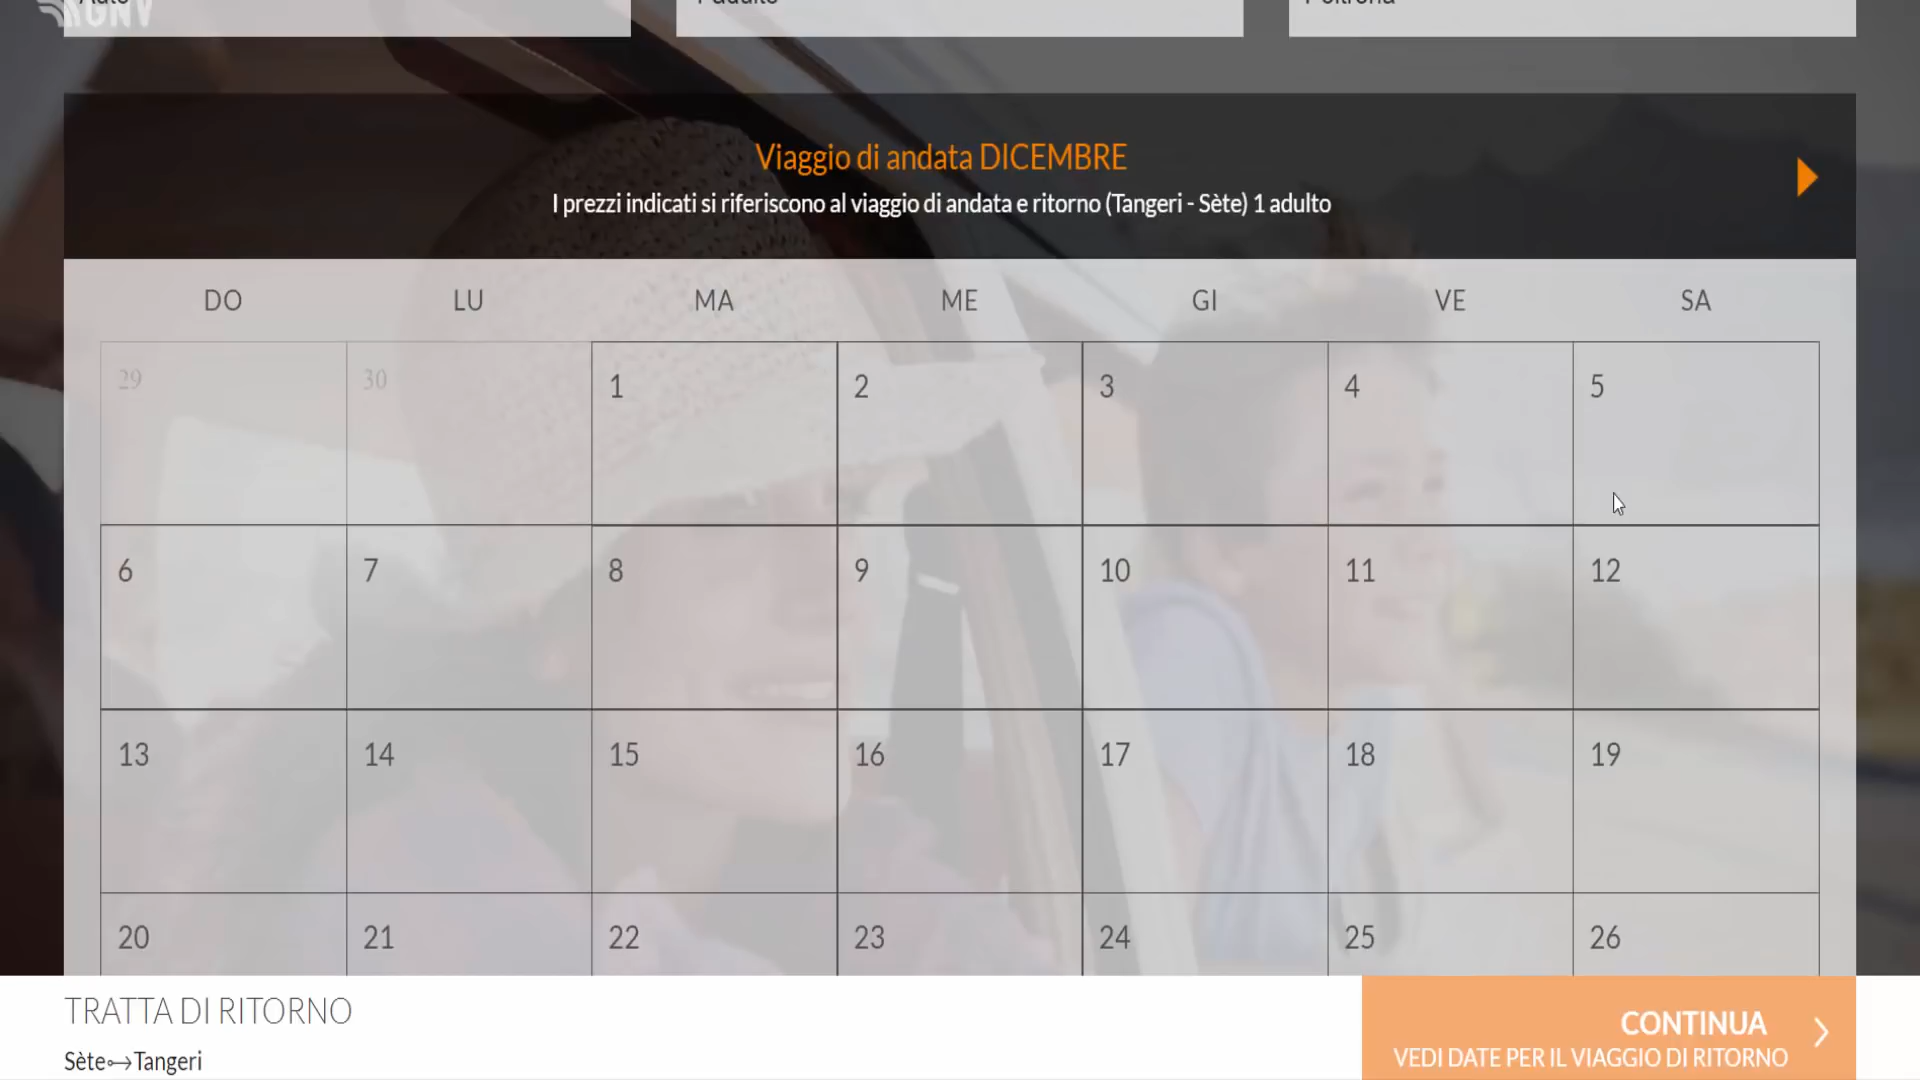 GNV
Viaggio di andata DICEMBRE
I prezzi indicati si riferiscono al viaggio di andata e ritorno (Tangeri - Sète) 1 adulto
DO LU MA ME GI VE SA
29 30 1 2 3 4 5
6 7 8 9 10 11 12
13 14 15 16 17 18 19
20 21 22 23 24 25 26
TRATTA DI RITORNO
Sète⟼Tangeri
CONTINUA
VEDI DATE PER IL VIAGGIO DI RITORNO